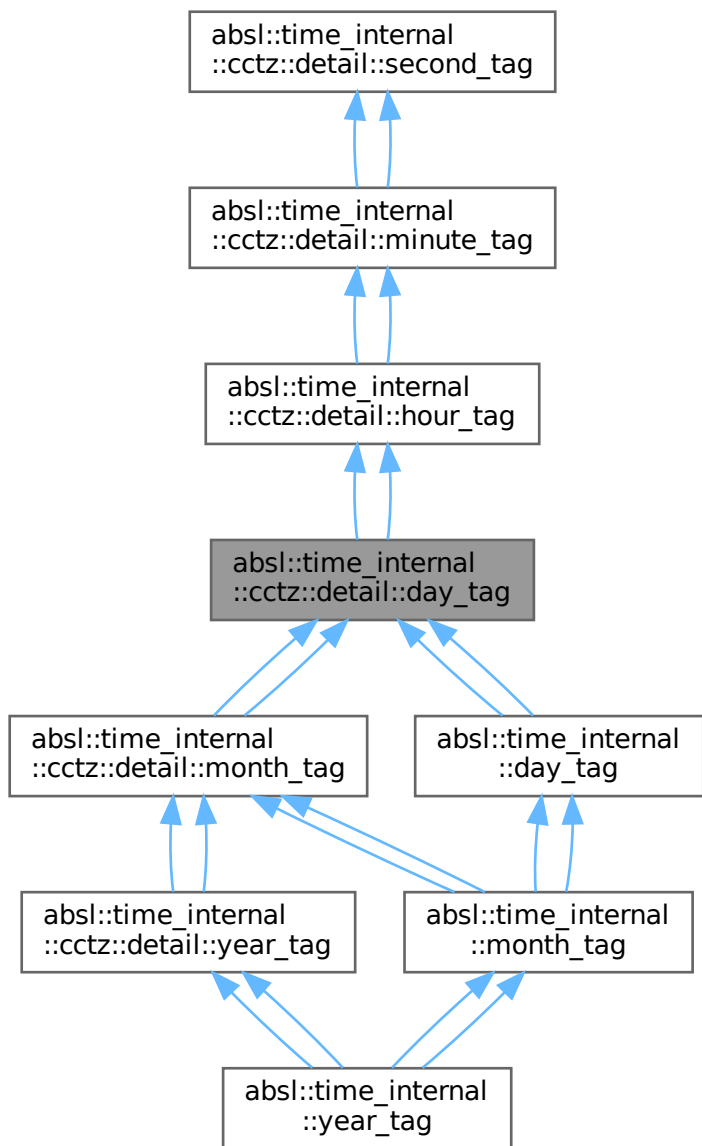 absl::time_internal
::cctz::detail::second_tag
absl::time_internal
::cctz::detail::minute_tag
absl::time_internal
::cctz::detail::hour_tag
absl::time_internal
::cctz::detail::day_tag
absl::time_internal
::cctz::detail::month_tag
absl::time_internal
::day_tag
absl::time_internal
::cctz::detail::year_tag
absl::time_internal
::month_tag
absl::time_internal
::year_tag